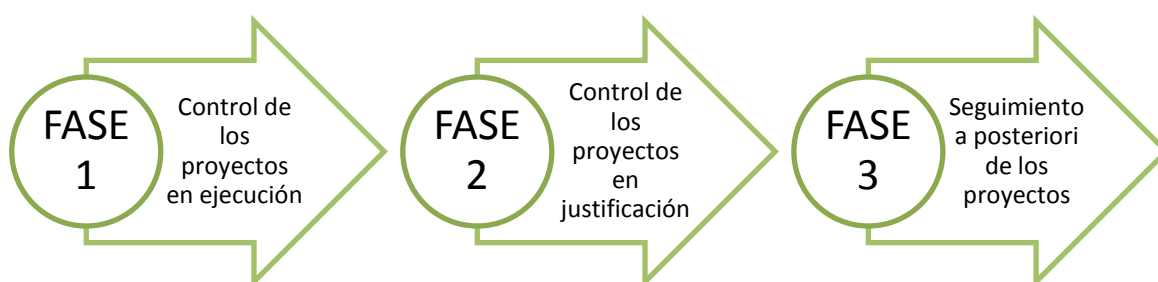 FASE
1
Control de
los
proyectos
en ejecución
FASE
2
Control de
los
proyectos
en
justificación
FASE
3
Seguimiento
a posteriori
de los
proyectos